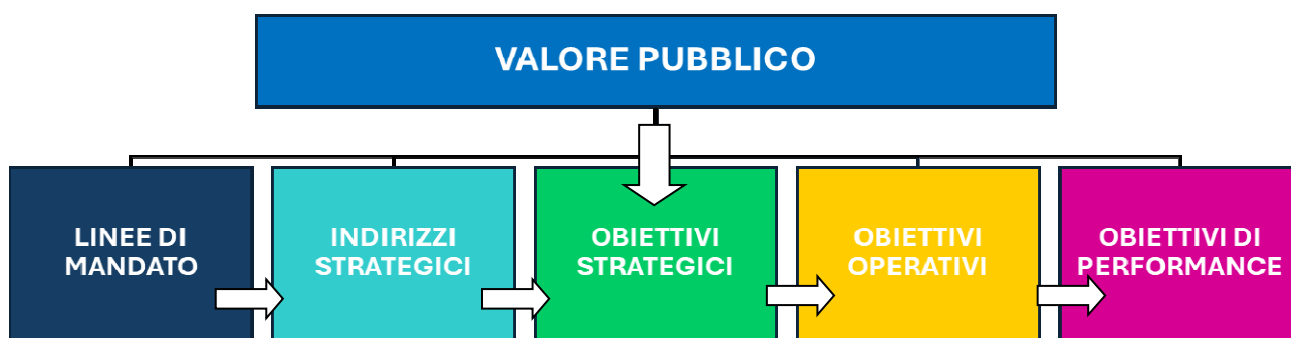 VALORE PUBBLICO
LINEE DI
MANDATO
INDIRIZZI
STRATEGICI
OBIETTIVI
STRATEGICI
OBIETTIVI
OPERATIVI
OBIETTIVI DI
PERFORMANCE